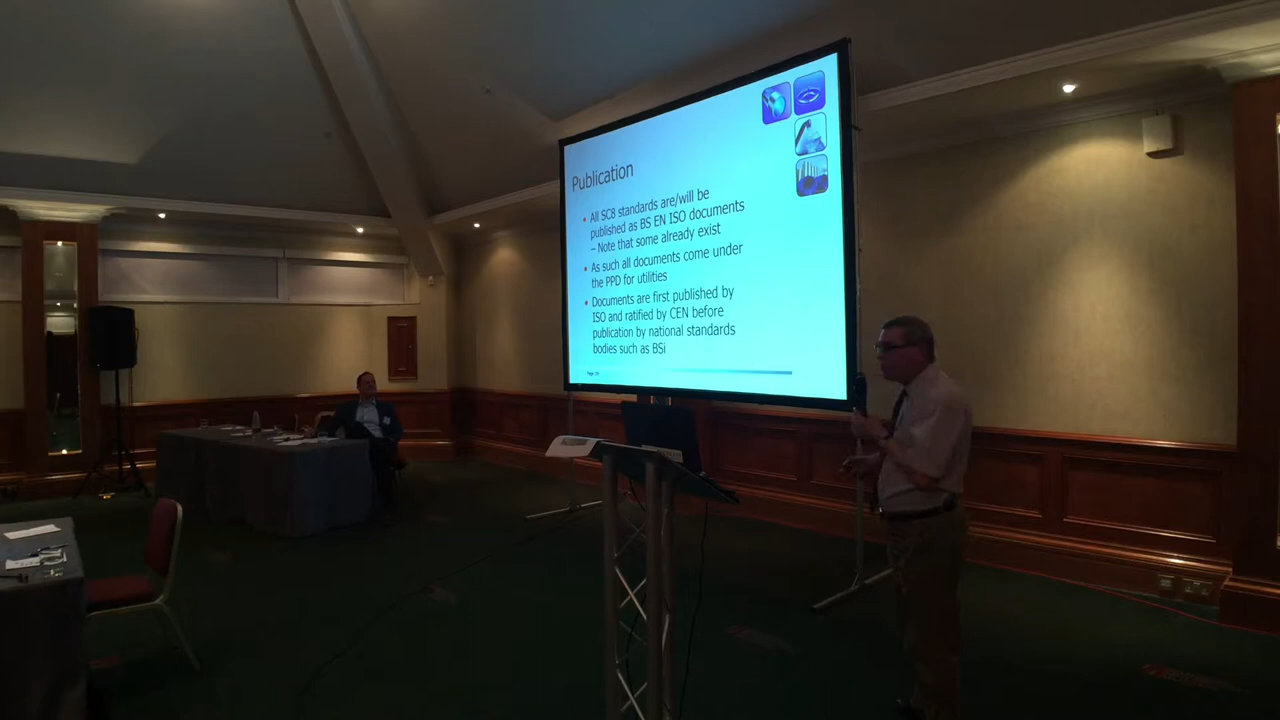 Publication
• All SC8 standards are/will be
published as BS EN ISO documents
– Note that some already exist
• As such all documents come under
the PPD for utilities
• Documents are first published by
ISO and ratified by CEN before
publication by national standards
bodies such as BSi